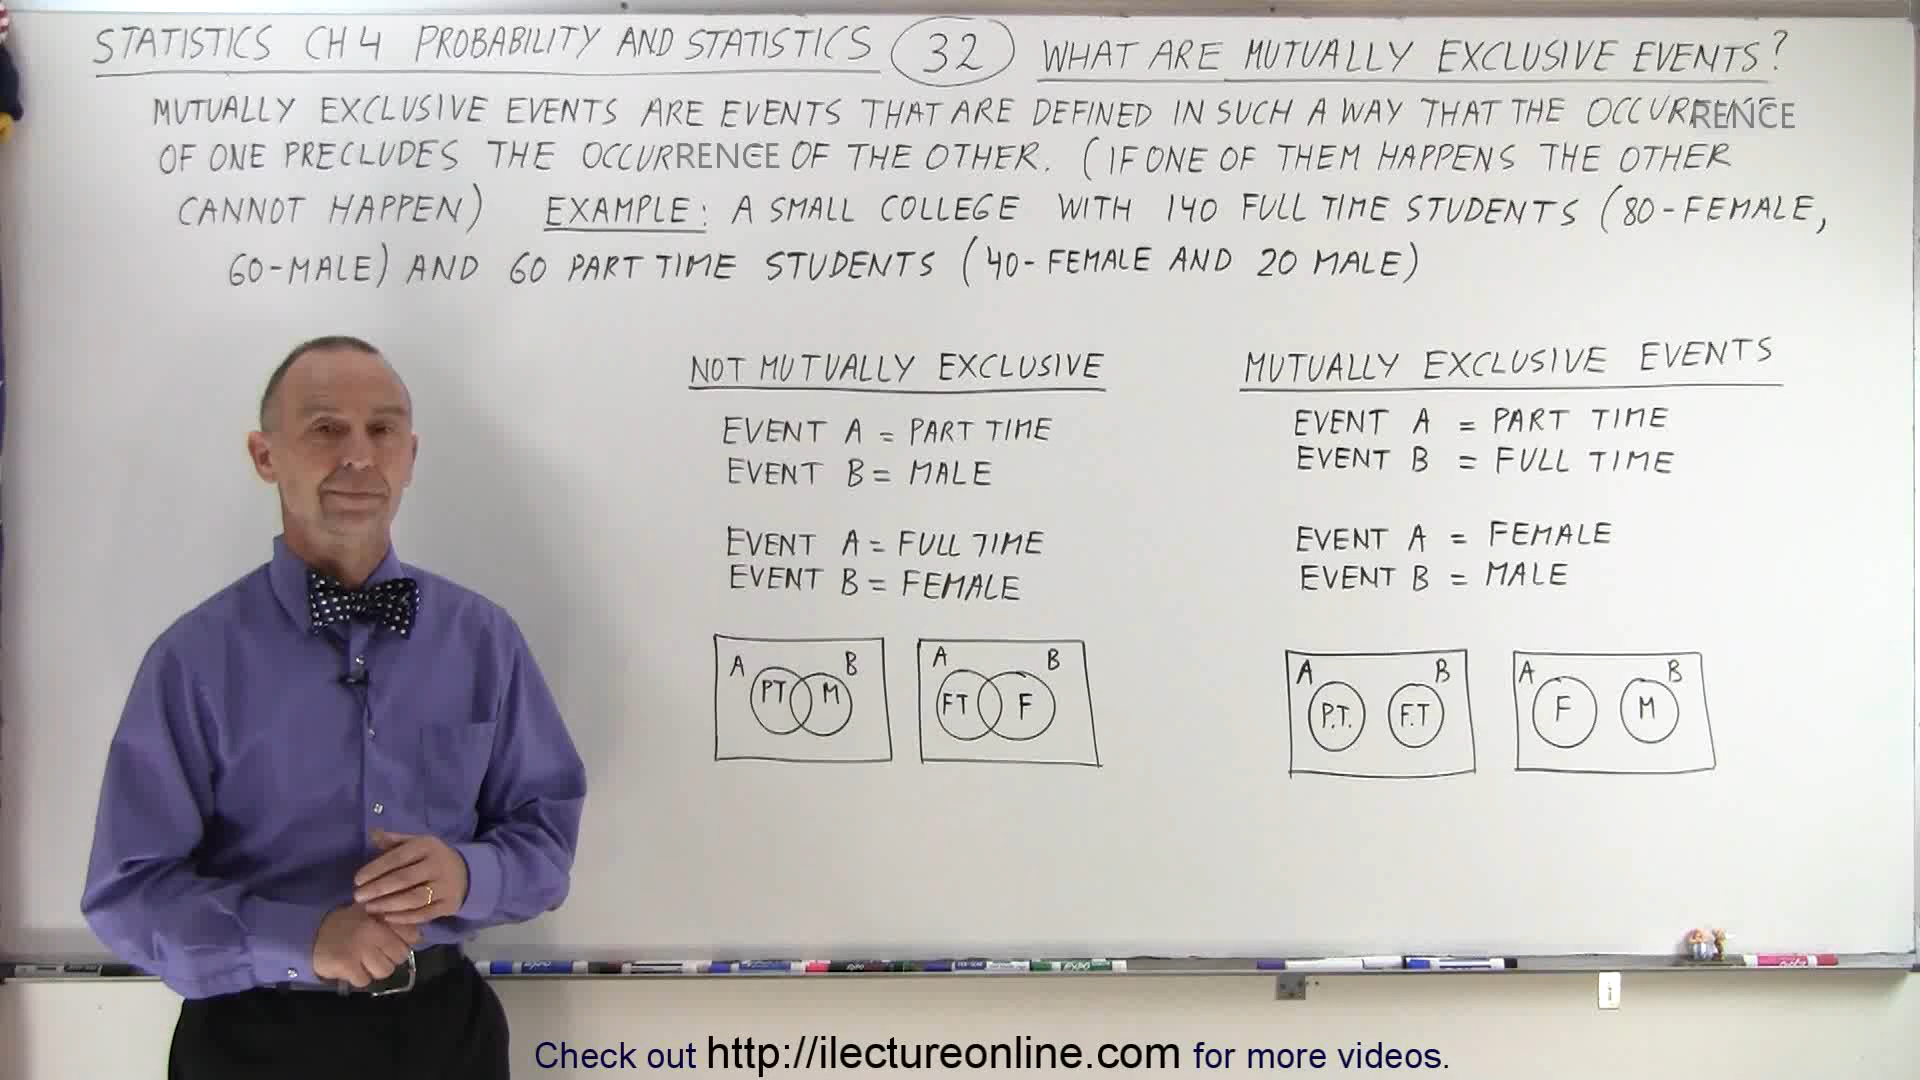 STATISTICS CH 4 PROBABILITY AND STATISTICS 32 WHAT ARE MUTUALLY EXCLUSIVE EVENTS?
MUTUALLY EXCLUSIVE EVENTS ARE EVENTS THAT ARE DEFINED IN SUCH A WAY THAT THE OCCURRENCE
OF ONE PRECLUDES THE OCCURRENCE OF THE OTHER. (IF ONE OF THEM HAPPENS THE OTHER
CANNOT HAPPEN) EXAMPLE: A SMALL COLLEGE WITH 140 FULL TIME STUDENTS (80-FEMALE,
60-MALE) AND 60 PART TIME STUDENTS (40-FEMALE AND 20 MALE)
NOT MUTUALLY EXCLUSIVE
EVENT A = PART TIME
EVENT B = MALE
EVENT A = FULL TIME
EVENT B = FEMALE
A B
PT M
A B
FT F
MUTUALLY EXCLUSIVE EVENTS
EVENT A = PART TIME
EVENT B = FULL TIME
EVENT A = FEMALE
EVENT B = MALE
A B
P.T. F.T
A B
F M
Check out http://ilectureonline.com for more videos.